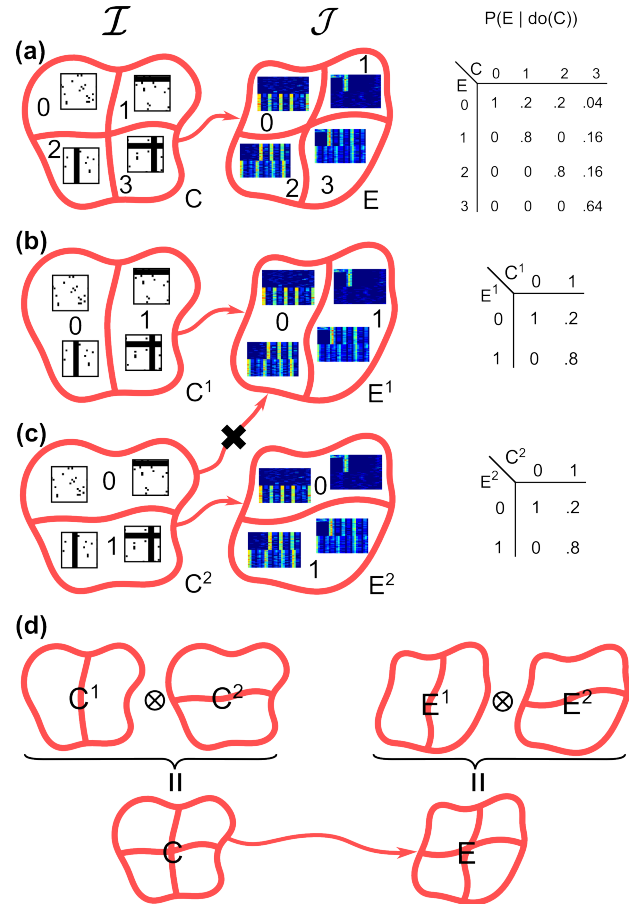 𝓘 𝓙 P(E | do(C))
(a)
0 1 2 3 C
0 1 2 3 E
C 0 1 2 3
E
0 1 .2 .2 .04
1 0 .8 0 .16
2 0 0 .8 .16
3 0 0 0 .64
(b)
0 1 C¹
0 1 E¹
C¹ 0 1
E¹
0 1 .2
1 0 .8
(c)
0 1 C²
0 1 E²
C² 0 1
E²
0 1 .2
1 0 .8
(d)
C¹ ⊗ C² E¹ ⊗ E²
= =
C E